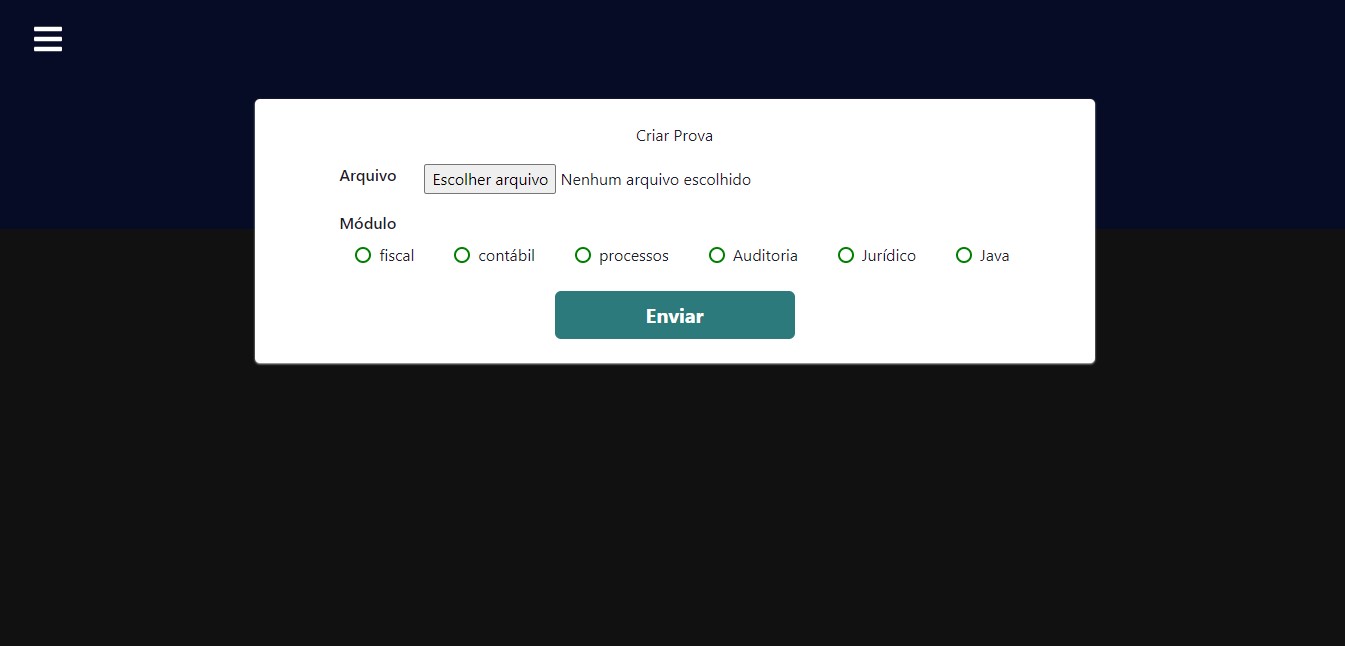 Criar Prova
Arquivo Escolher arquivo Nenhum arquivo escolhido
Módulo
fiscal contábil processos Auditoria Jurídico Java
Enviar